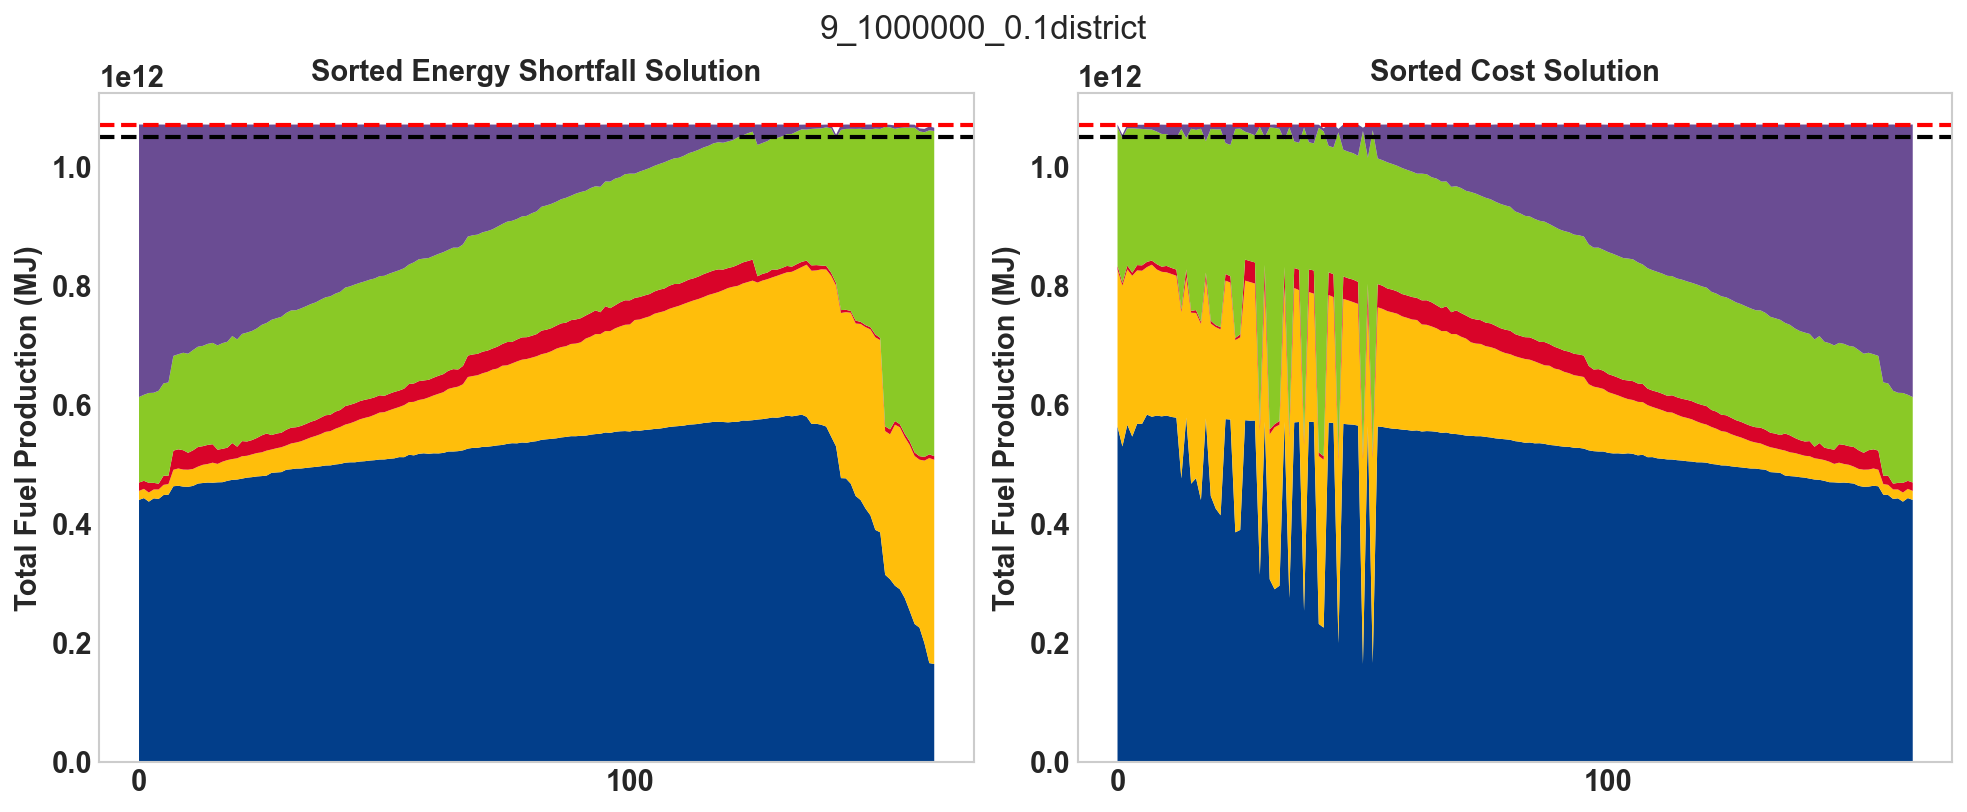 9_1000000_0.1district
Sorted Energy Shortfall Solution
1e12
Total Fuel Production (MJ)
1.0
0.8
0.6
0.4
0.2
0.0
0
100
Sorted Cost Solution
1e12
Total Fuel Production (MJ)
1.0
0.8
0.6
0.4
0.2
0.0
0
100